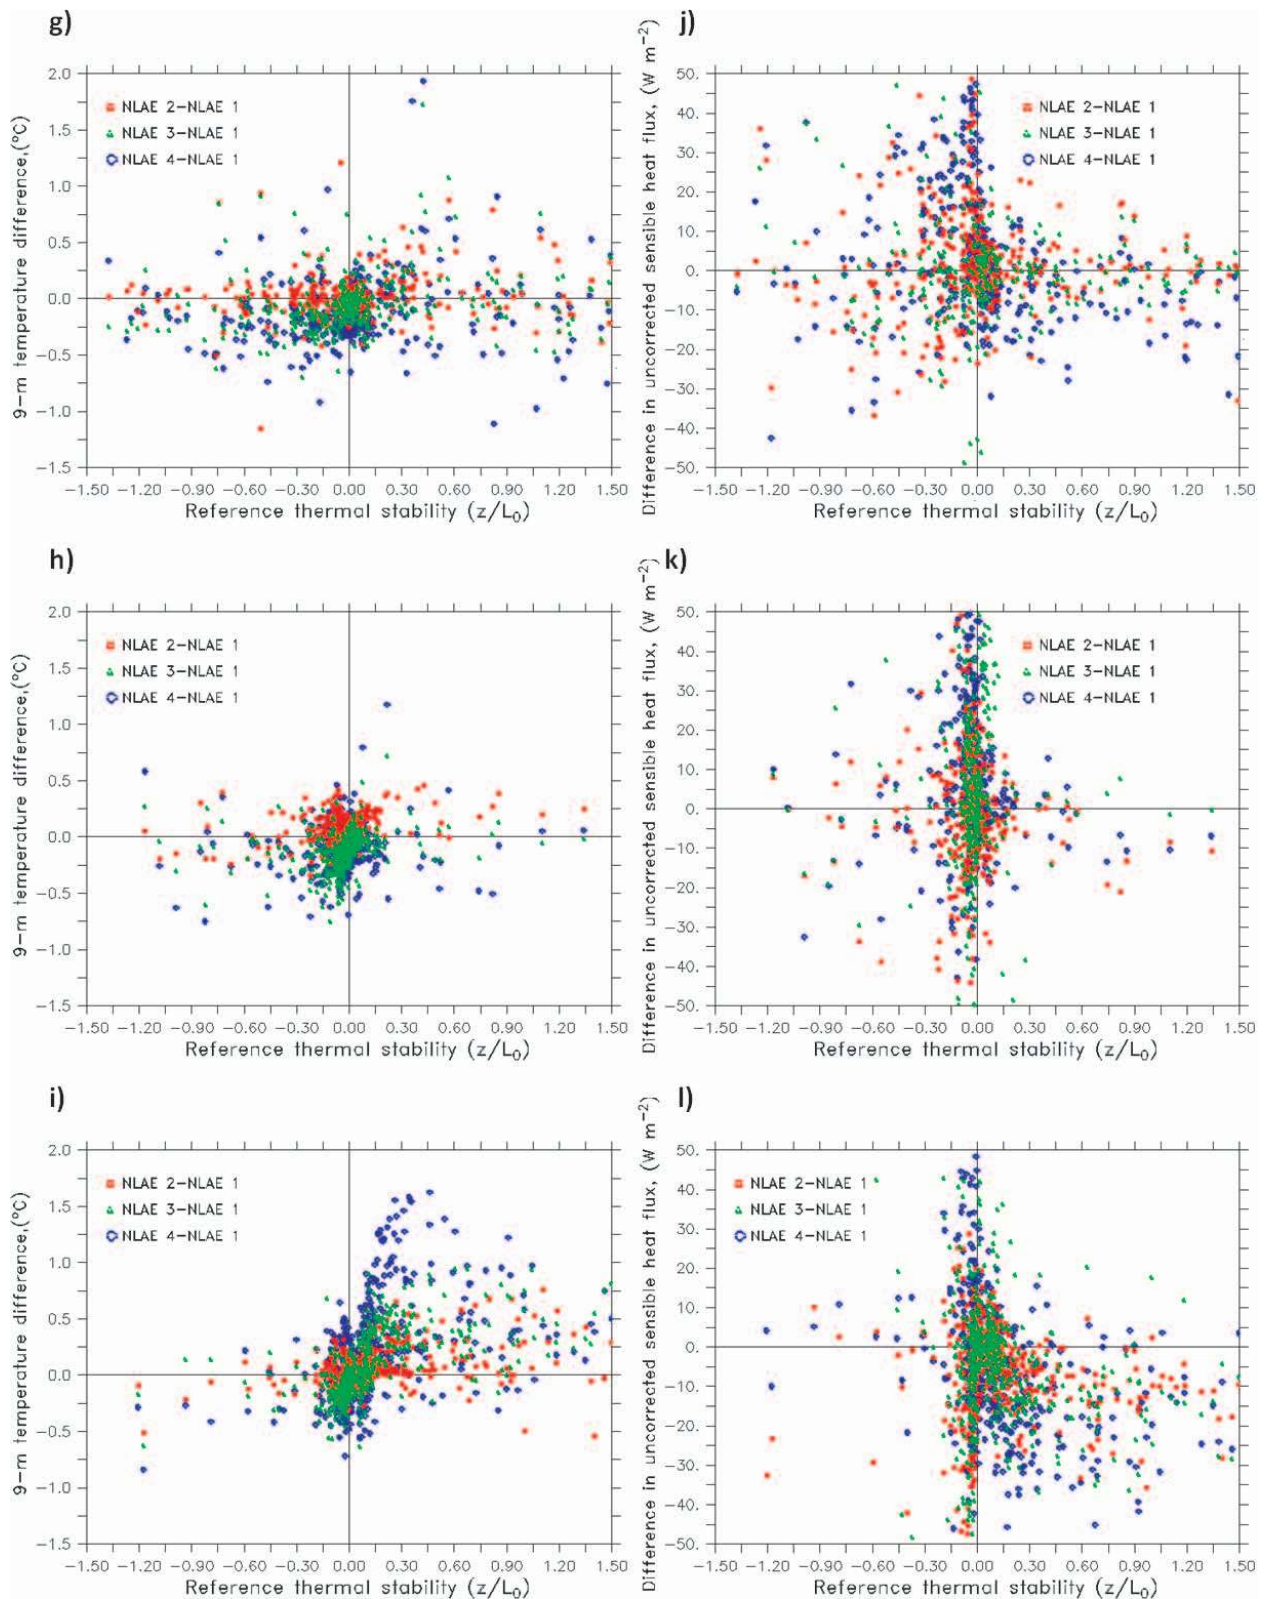 g)
9-m temperature difference,(°C)
2.0
1.5
1.0
0.5
0.0
-0.5
-1.0
-1.5
NLAE 2-NLAE 1
NLAE 3-NLAE 1
NLAE 4-NLAE 1
-1.50 -1.20 -0.90 -0.60 -0.30 0.00 0.30 0.60 0.90 1.20 1.50
Reference thermal stability (z/L₀)
j)
Difference in uncorrected sensible heat flux, (W m⁻²)
50.
40.
30.
20.
10.
0.
-10.
-20.
-30.
-40.
-50.
NLAE 2-NLAE 1
NLAE 3-NLAE 1
NLAE 4-NLAE 1
-1.50 -1.20 -0.90 -0.60 -0.30 0.00 0.30 0.60 0.90 1.20 1.50
Reference thermal stability (z/L₀)
h)
9-m temperature difference,(°C)
2.0
1.5
1.0
0.5
0.0
-0.5
-1.0
-1.5
NLAE 2-NLAE 1
NLAE 3-NLAE 1
NLAE 4-NLAE 1
-1.50 -1.20 -0.90 -0.60 -0.30 0.00 0.30 0.60 0.90 1.20 1.50
Reference thermal stability (z/L₀)
k)
Difference in uncorrected sensible heat flux, (W m⁻²)
50.
40.
30.
20.
10.
0.
-10.
-20.
-30.
-40.
-50.
NLAE 2-NLAE 1
NLAE 3-NLAE 1
NLAE 4-NLAE 1
-1.50 -1.20 -0.90 -0.60 -0.30 0.00 0.30 0.60 0.90 1.20 1.50
Reference thermal stability (z/L₀)
i)
9-m temperature difference,(°C)
2.0
1.5
1.0
0.5
0.0
-0.5
-1.0
-1.5
NLAE 2-NLAE 1
NLAE 3-NLAE 1
NLAE 4-NLAE 1
-1.50 -1.20 -0.90 -0.60 -0.30 0.00 0.30 0.60 0.90 1.20 1.50
Reference thermal stability (z/L₀)
l)
Difference in uncorrected sensible heat flux, (W m⁻²)
50.
40.
30.
20.
10.
0.
-10.
-20.
-30.
-40.
-50.
NLAE 2-NLAE 1
NLAE 3-NLAE 1
NLAE 4-NLAE 1
-1.50 -1.20 -0.90 -0.60 -0.30 0.00 0.30 0.60 0.90 1.20 1.50
Reference thermal stability (z/L₀)